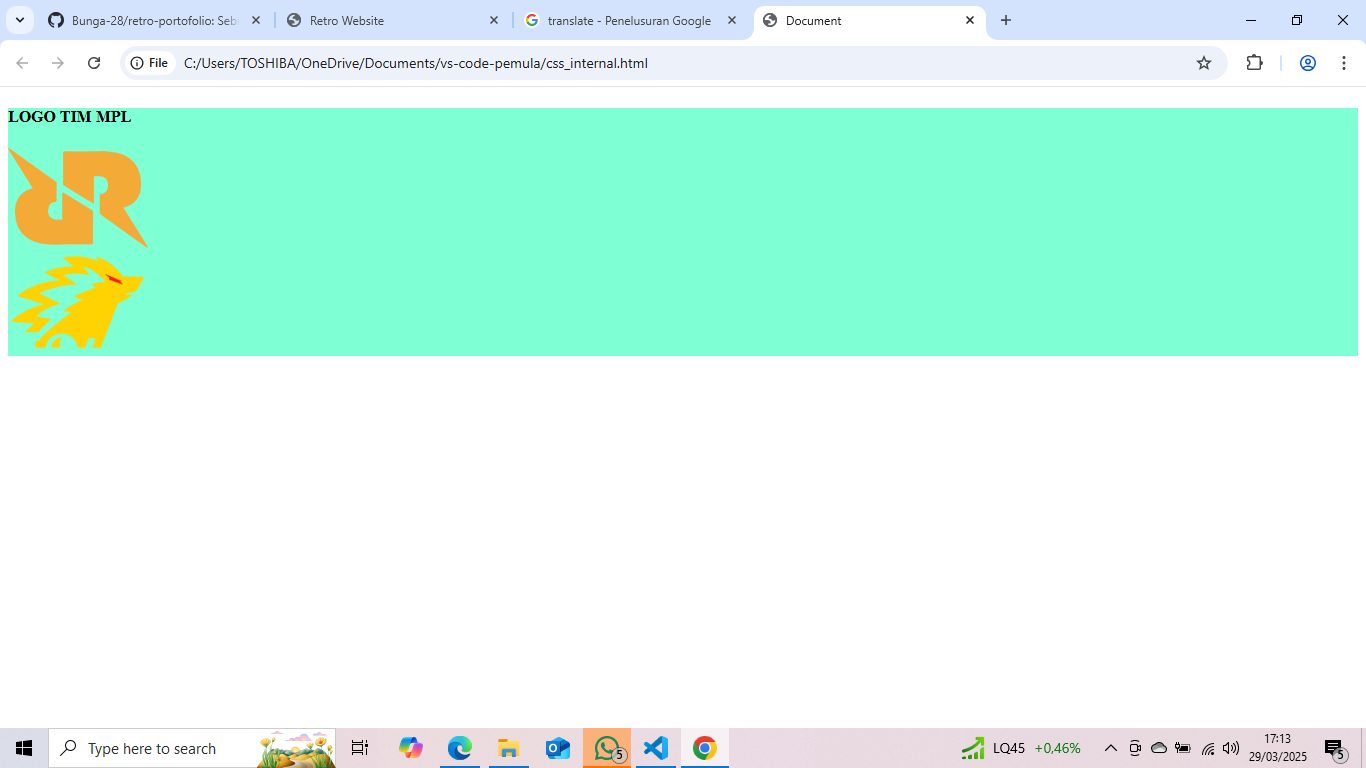 Bunga-28/retro-portofolio: Seb
Retro Website
translate - Penelusuran Google
Document
File
C:/Users/TOSHIBA/OneDrive/Documents/vs-code-pemula/css_internal.html
LOGO TIM MPL
Type here to search
5
LQ45 +0,46%
17:13
29/03/2025
5